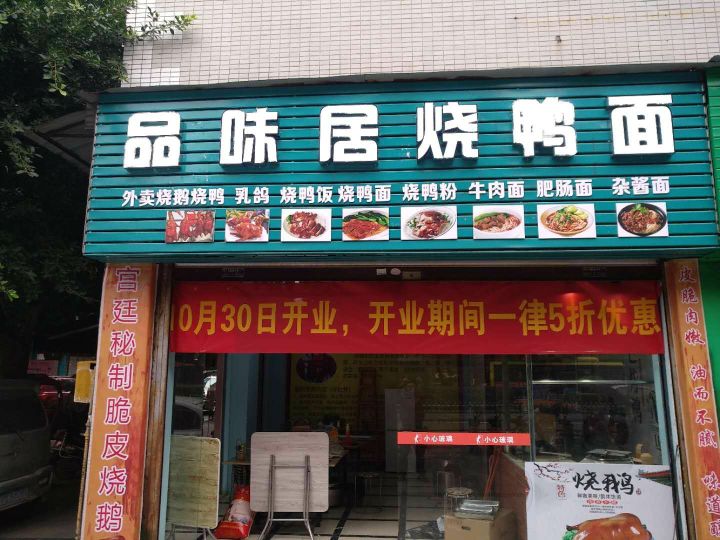 品味居烧鸭面
外卖烧鹅烧鸭 乳鸽 烧鸭饭 烧鸭面 烧鸭粉 牛肉面 肥肠面 杂酱面
10月30日开业，开业期间一律5折优惠
宫廷秘制脆皮烧鹅
皮脆肉嫩 油而不腻 味道
小心玻璃 小心玻璃
特色
烧鹅